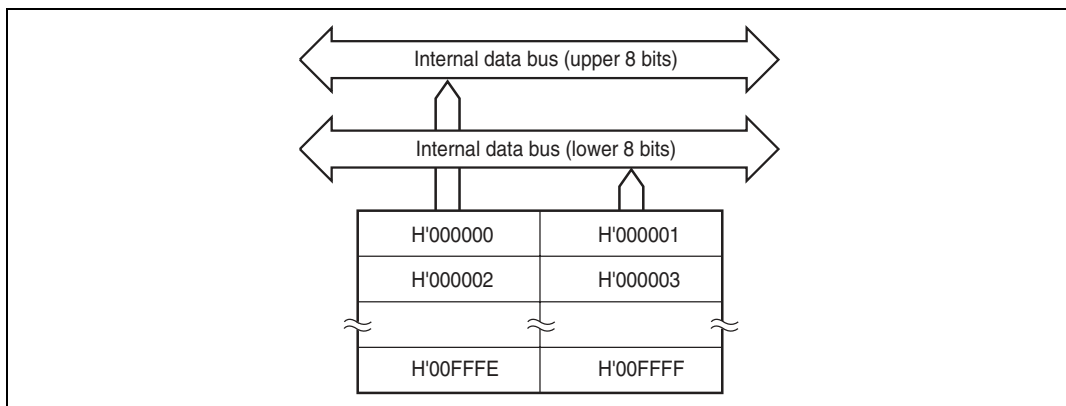 Internal data bus (upper 8 bits)
Internal data bus (lower 8 bits)
H'000000 H'000001
H'000002 H'000003
H'00FFFE H'00FFFF